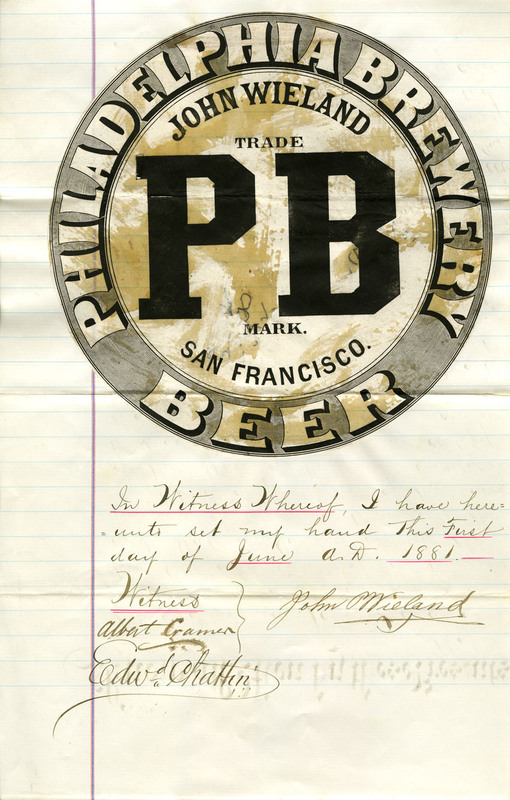 PHILADELPHIA BREWERY
JOHN WIELAND
TRADE
PB
MARK.
SAN FRANCISCO.
BEER
In Witness Whereof, I have here=
=unto set my hand This First
day of June A.D. 1881.
Witness
John Wieland
Albert Cramer
Edwd Chattin